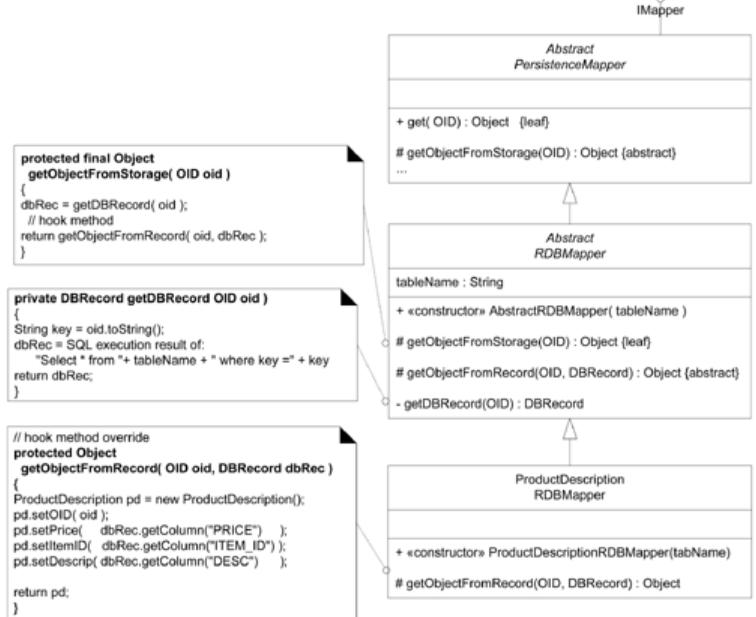 IMapper
Abstract
PersistenceMapper
+ get( OID) : Object {leaf}
# getObjectFromStorage(OID) : Object {abstract}
...
protected final Object
getObjectFromStorage( OID oid )
{
dbRec = getDBRecord( oid );
// hook method
return getObjectFromRecord( oid, dbRec );
}
Abstract
RDBMapper
tableName : String
+ «constructor» AbstractRDBMapper( tableName )
# getObjectFromStorage(OID) : Object {leaf}
# getObjectFromRecord(OID, DBRecord) : Object {abstract}
- getDBRecord(OID) : DBRecord
private DBRecord getDBRecord OID oid )
{
String key = oid.toString();
dbRec = SQL execution result of:
"Select * from "+ tableName + " where key =" + key
return dbRec;
}
// hook method override
protected Object
getObjectFromRecord( OID oid, DBRecord dbRec )
{
ProductDescription pd = new ProductDescription();
pd.setOID( oid );
pd.setPrice( dbRec.getColumn("PRICE") );
pd.setItemID( dbRec.getColumn("ITEM_ID") );
pd.setDescrip( dbRec.getColumn("DESC") );
return pd;
}
ProductDescription
RDBMapper
+ «constructor» ProductDescriptionRDBMapper(tabName)
# getObjectFromRecord(OID, DBRecord) : Object